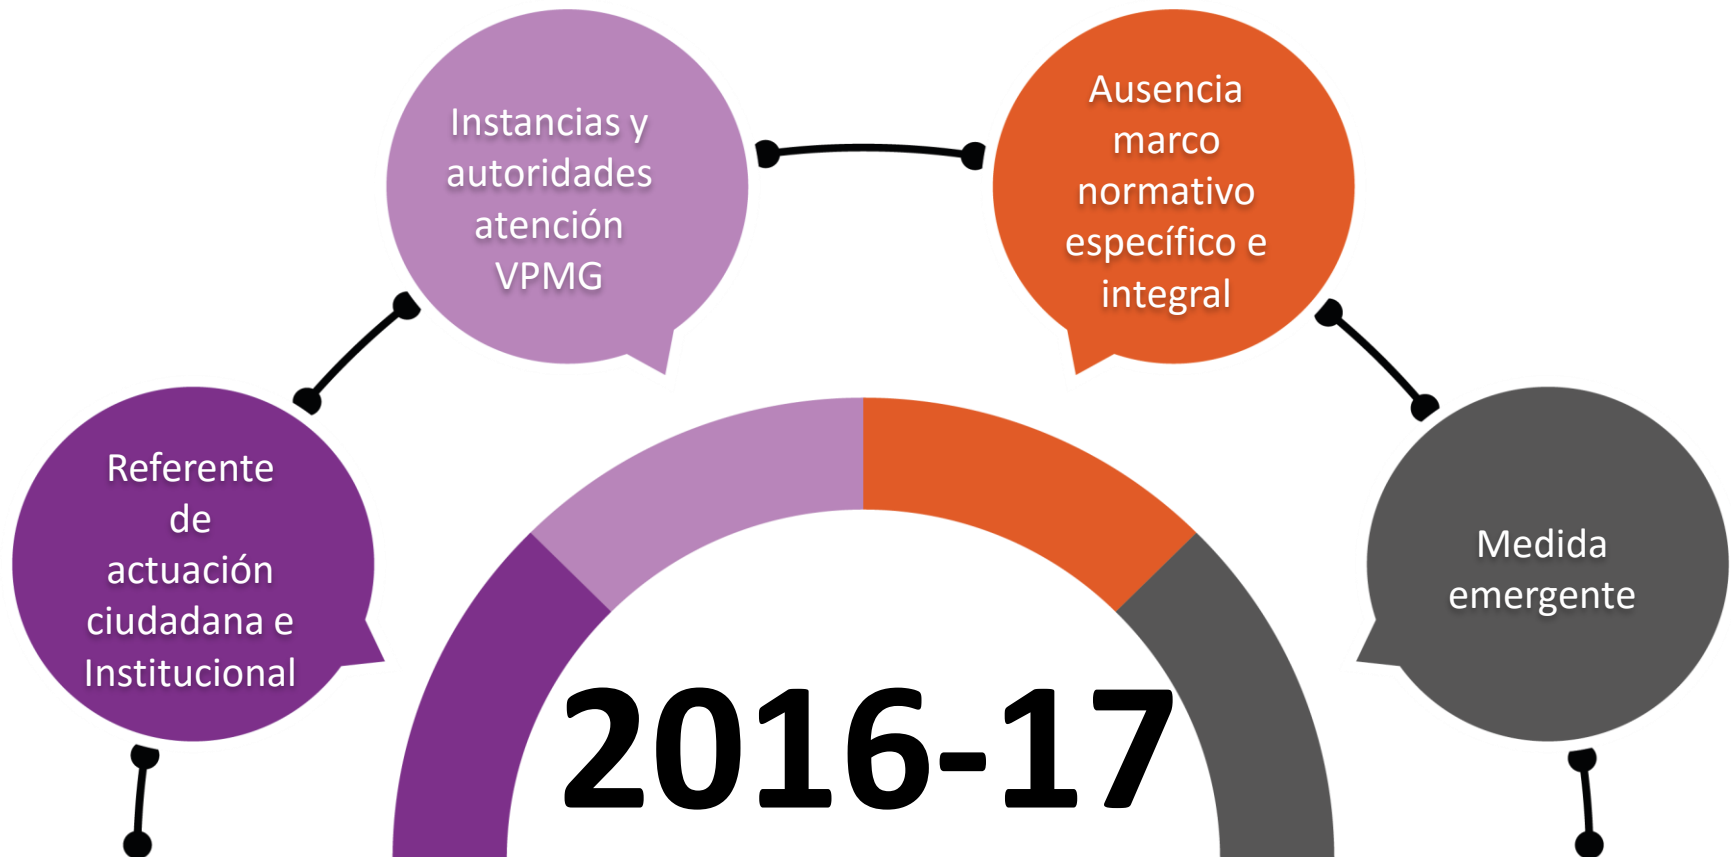 Referente
de
actuación
ciudadana e
Institucional
Instancias y
autoridades
atención
VPMG
Ausencia
marco
normativo
específico e
integral
Medida
emergente
2016-17